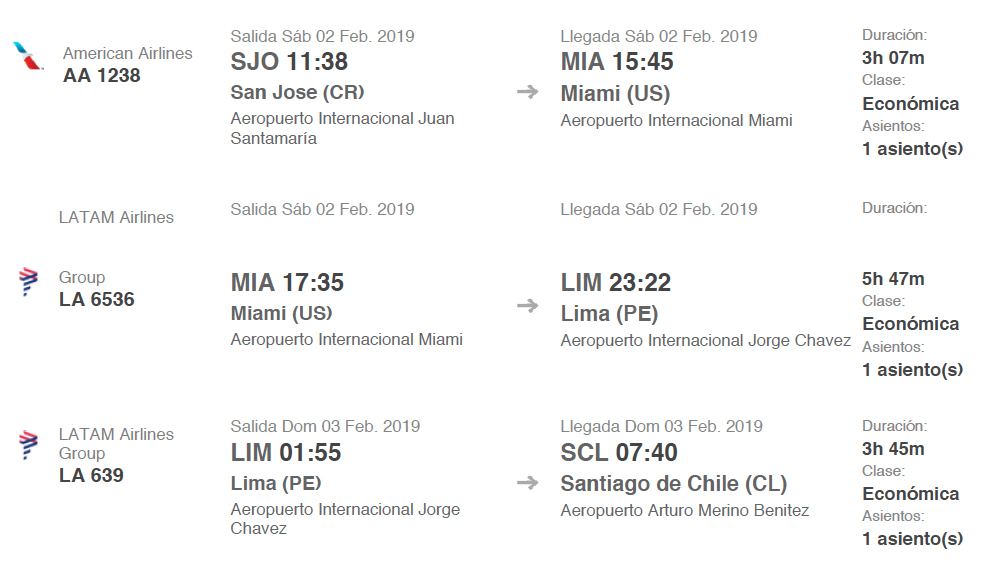 American Airlines
AA 1238
Salida Sáb 02 Feb. 2019
SJO 11:38
San Jose (CR)
Aeropuerto Internacional Juan
Santamaría
Llegada Sáb 02 Feb. 2019
MIA 15:45
Miami (US)
Aeropuerto Internacional Miami
Duración:
3h 07m
Clase:
Económica
Asientos:
1 asiento(s)
LATAM Airlines
Group
LA 6536
Salida Sáb 02 Feb. 2019
MIA 17:35
Miami (US)
Aeropuerto Internacional Miami
Llegada Sáb 02 Feb. 2019
LIM 23:22
Lima (PE)
Aeropuerto Internacional Jorge Chavez
Duración:
5h 47m
Clase:
Económica
Asientos:
1 asiento(s)
LATAM Airlines
Group
LA 639
Salida Dom 03 Feb. 2019
LIM 01:55
Lima (PE)
Aeropuerto Internacional Jorge
Chavez
Llegada Dom 03 Feb. 2019
SCL 07:40
Santiago de Chile (CL)
Aeropuerto Arturo Merino Benitez
Duración:
3h 45m
Clase:
Económica
Asientos:
1 asiento(s)